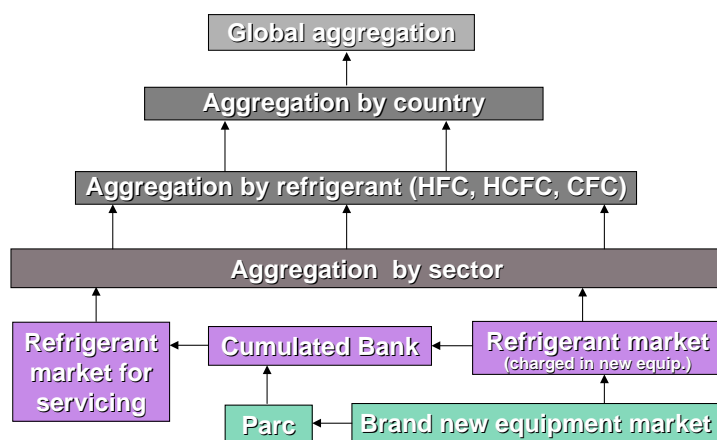 Global aggregation
Aggregation by country
Aggregation by refrigerant (HFC, HCFC, CFC)
Aggregation by sector
Refrigerant
market for
servicing
Cumulated Bank
Refrigerant market
(charged in new equip.)
Parc
Brand new equipment market